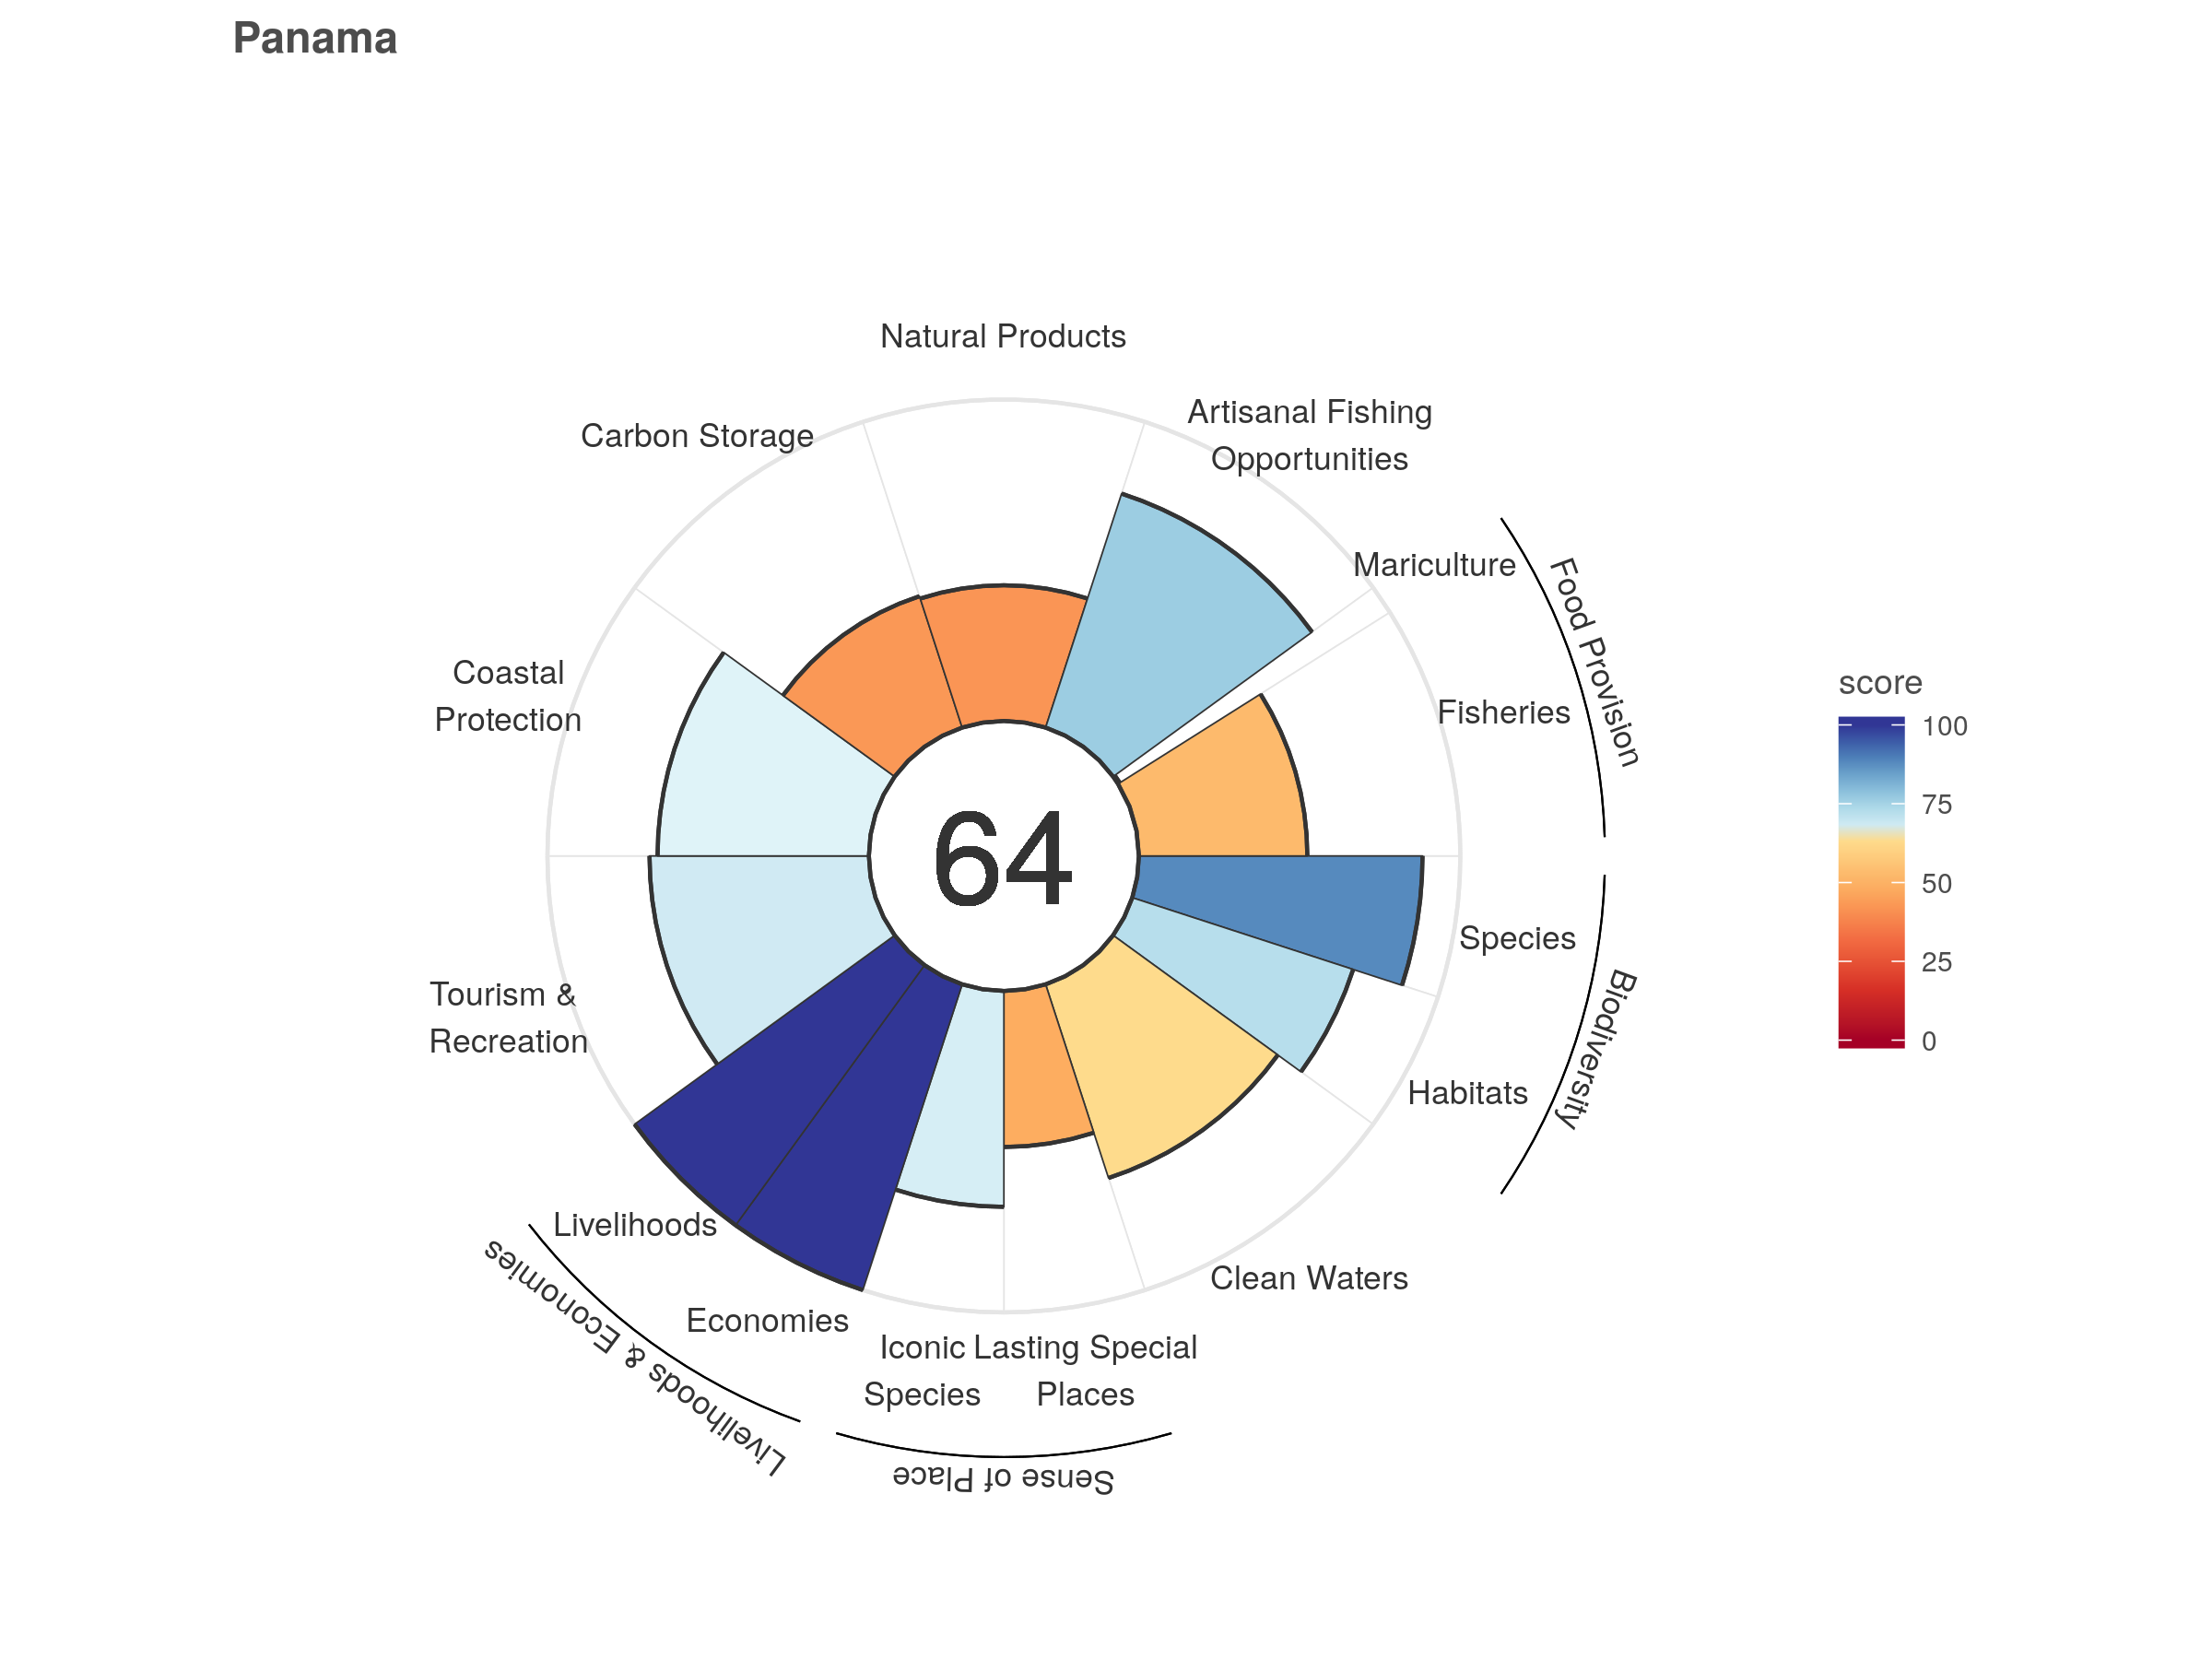 Panama
Natural Products
Artisanal Fishing
Opportunities
Carbon Storage
Mariculture
Food Provision
Coastal
Protection
Fisheries
score
100
75
50
25
0
64
Species
Biodiversity
Tourism &
Recreation
Habitats
Livelihoods
Clean Waters
Economies
Livelihoods & Economies
Iconic
Species
Lasting Special
Places
Sense of Place